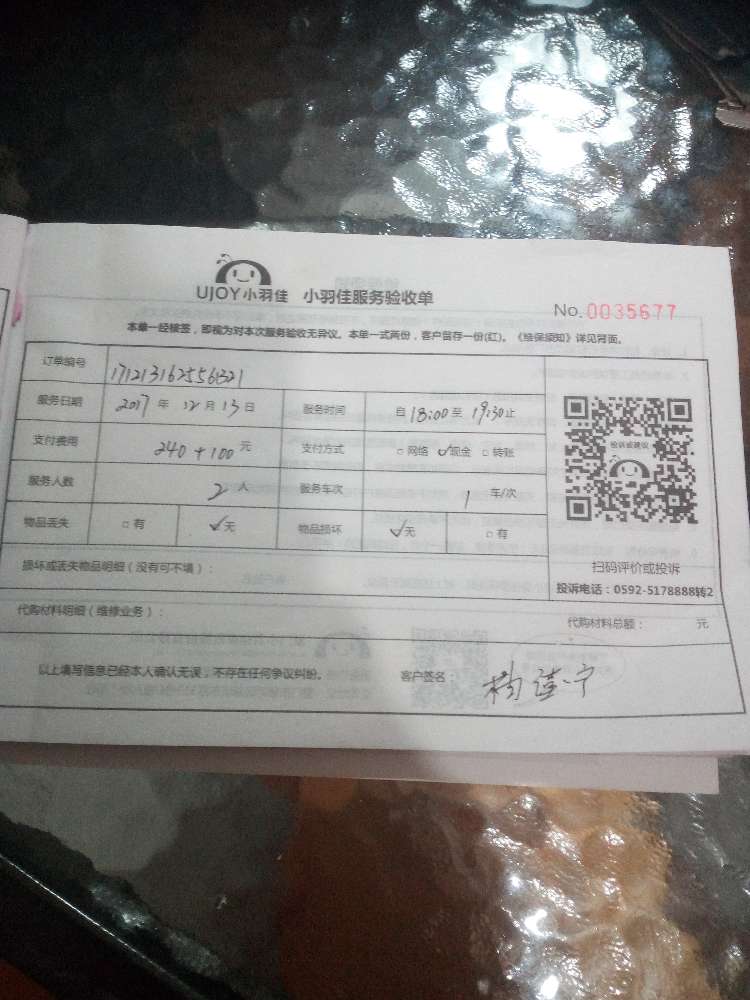 UJOY小羽佳 小羽佳服务验收单
No.0035677
本单一经核签，即视为对本次服务验收无异议。本单一式两份，客户留存一份(红)。《维保须知》详见背面。
订单编号 171213162556321
服务日期 2017 年 12 月 13 日 服务时间 自 18:00 至 19:30 止
支付费用 240+100 元 支付方式 □ 网络 ☑ 现金 □ 转账
投诉或建议
服务人数 2 人 服务车次 1 车/次
物品丢失 □ 有 ☑ 无 物品损坏 ☑ 无 □ 有
扫码评价或投诉
投诉电话：0592-5178888转2
损坏或丢失物品明细（没有可不填）：
代购材料明细（维修业务）： 代购材料总额： 元
以上填写信息已经本人确认无误，不存在任何争议纠纷。 客户签名： 杨